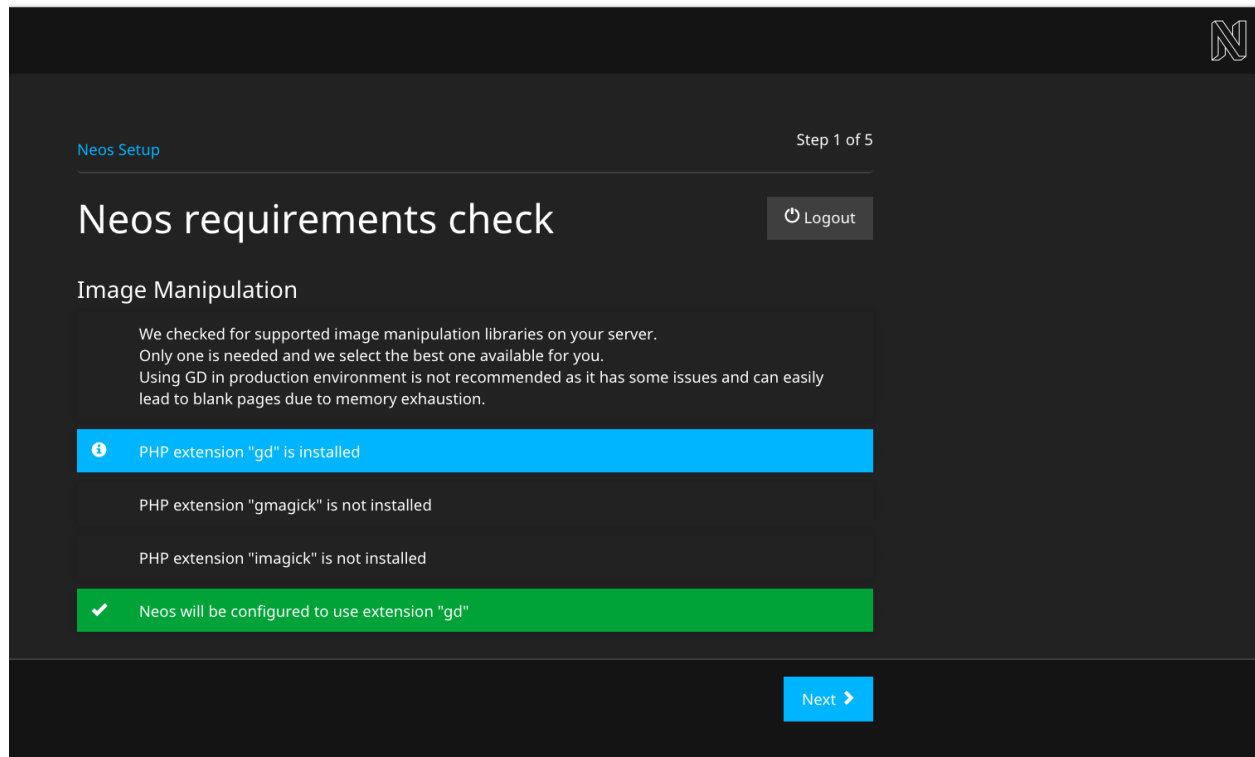 Neos Setup
Step 1 of 5
Neos requirements check
Logout
Image Manipulation
We checked for supported image manipulation libraries on your server.
Only one is needed and we select the best one available for you.
Using GD in production environment is not recommended as it has some issues and can easily
lead to blank pages due to memory exhaustion.
PHP extension "gd" is installed
PHP extension "gmagick" is not installed
PHP extension "imagick" is not installed
Neos will be configured to use extension "gd"
Next